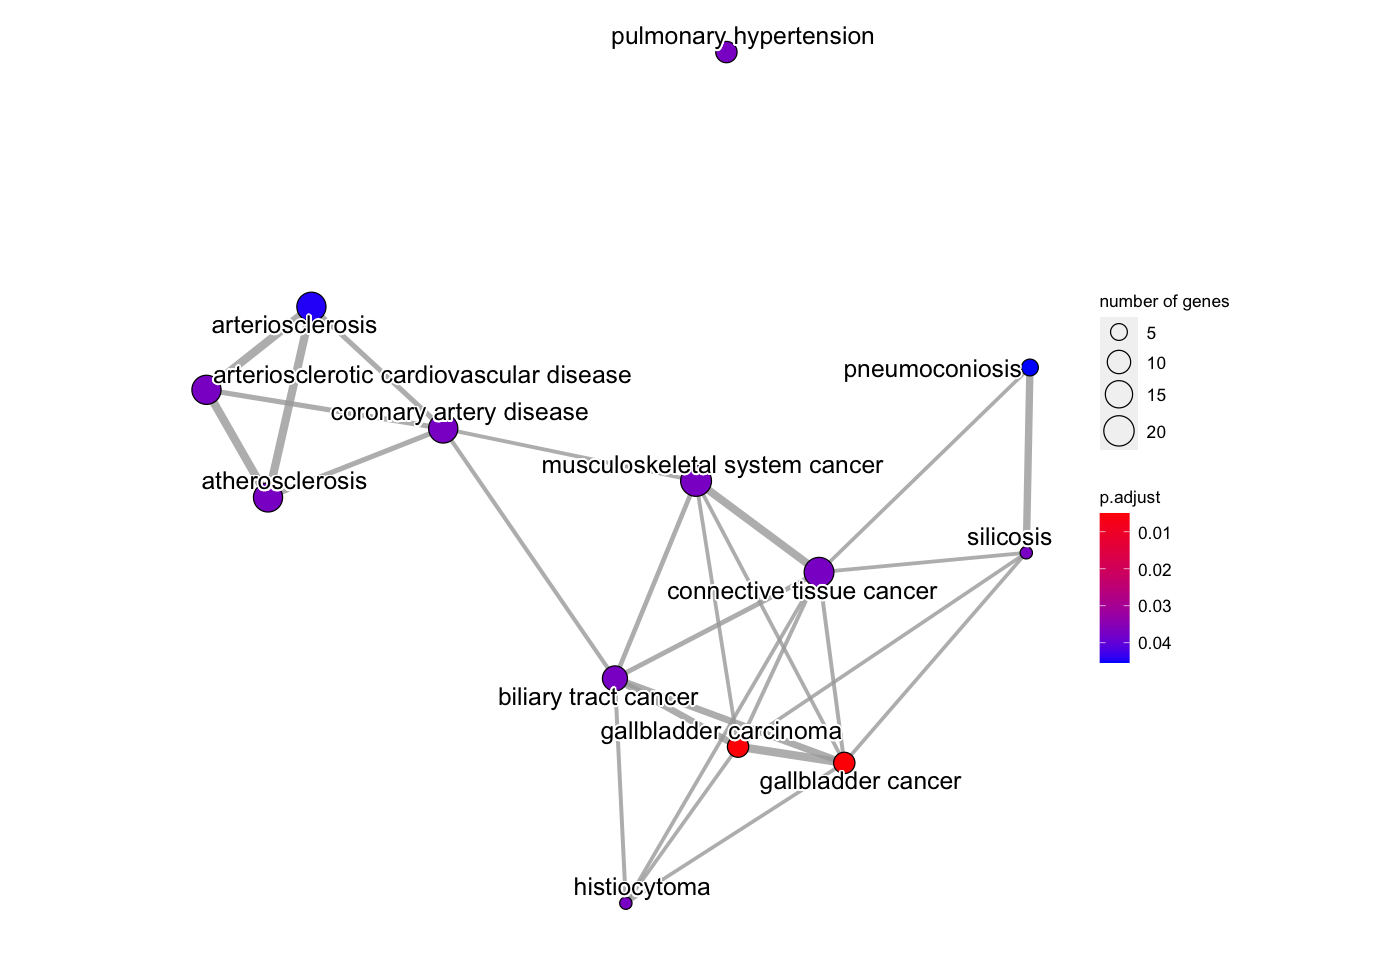 pulmonary hypertension
number of genes
5
10
15
20
arteriosclerosis
arteriosclerotic cardiovascular disease
pneumoconiosis
coronary artery disease
musculoskeletal system cancer
atherosclerosis
p.adjust
0.01
0.02
0.03
0.04
silicosis
connective tissue cancer
biliary tract cancer
gallbladder carcinoma
gallbladder cancer
histiocytoma